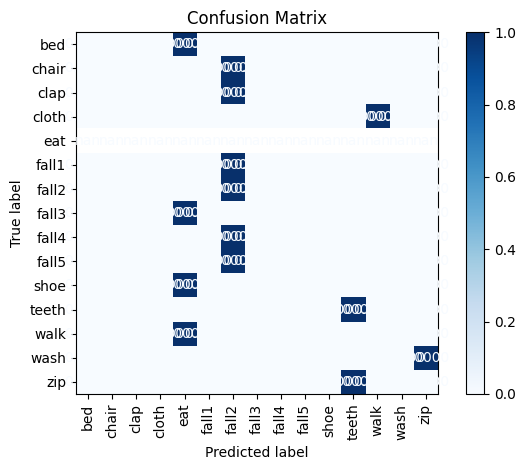 Confusion Matrix
True label
bed
chair
clap
cloth
eat
fall1
fall2
fall3
fall4
fall5
shoe
teeth
walk
wash
zip
bed
chair
clap
cloth
eat
fall1
fall2
fall3
fall4
fall5
shoe
teeth
walk
wash
zip
Predicted label
1.0
0.8
0.6
0.4
0.2
0.0